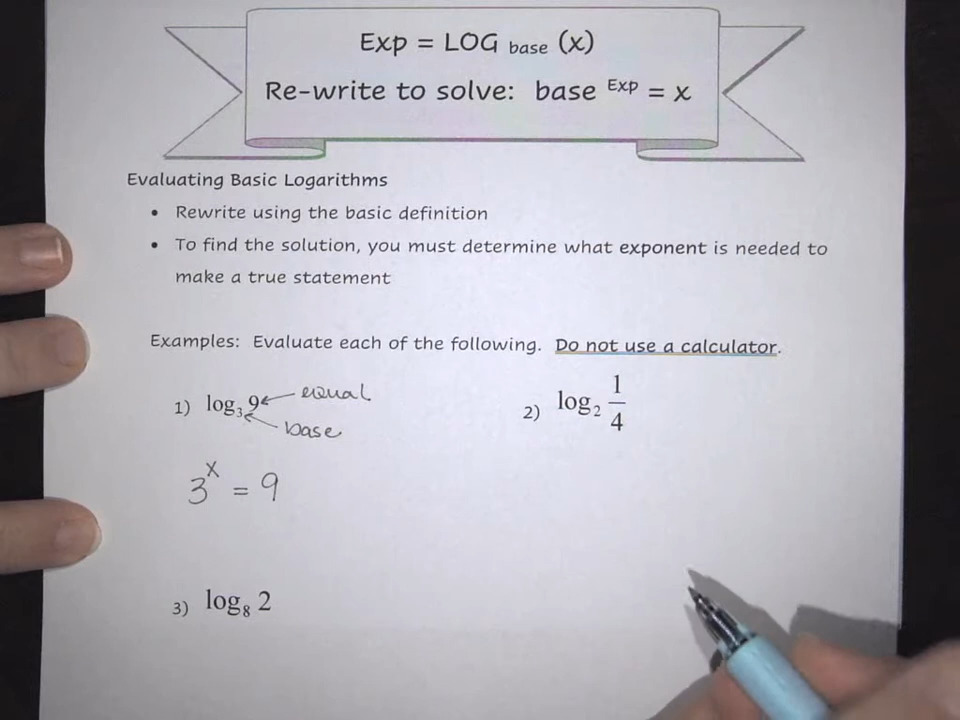 Exp = LOG base (x)
Re-write to solve: base Exp = x
Evaluating Basic Logarithms
• Rewrite using the basic definition
• To find the solution, you must determine what exponent is needed to
make a true statement
Examples: Evaluate each of the following. Do not use a calculator.
1) log₃ 9 ← equal
← base
3ˣ = 9
2) log₂ 1/4
3) log₈ 2